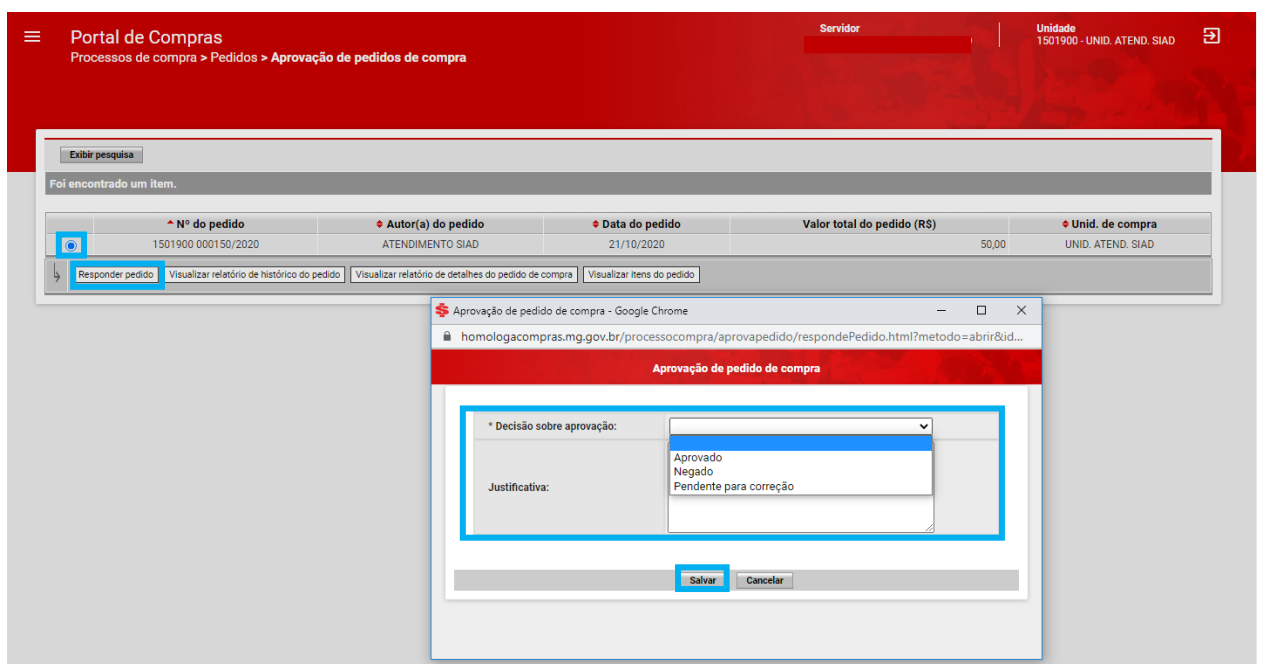 Portal de Compras
Processos de compra > Pedidos > Aprovação de pedidos de compra
Servidor
Unidade
1501900 - UNID. ATEND. SIAD
Exibir pesquisa
Foi encontrado um item.
Nº do pedido Autor(a) do pedido Data do pedido Valor total do pedido (R$) Unid. de compra
1501900 000150/2020 ATENDIMENTO SIAD 21/10/2020 50,00 UNID. ATEND. SIAD
Responder pedido Visualizar relatório de histórico do pedido Visualizar relatório de detalhes do pedido de compra Visualizar itens do pedido
Aprovação de pedido de compra - Google Chrome
homologacompras.mg.gov.br/processocompra/aprovapedido/respondePedido.html?metodo=abrir&id...
Aprovação de pedido de compra
* Decisão sobre aprovação:
Aprovado
Negado
Pendente para correção
Justificativa:
Salvar Cancelar